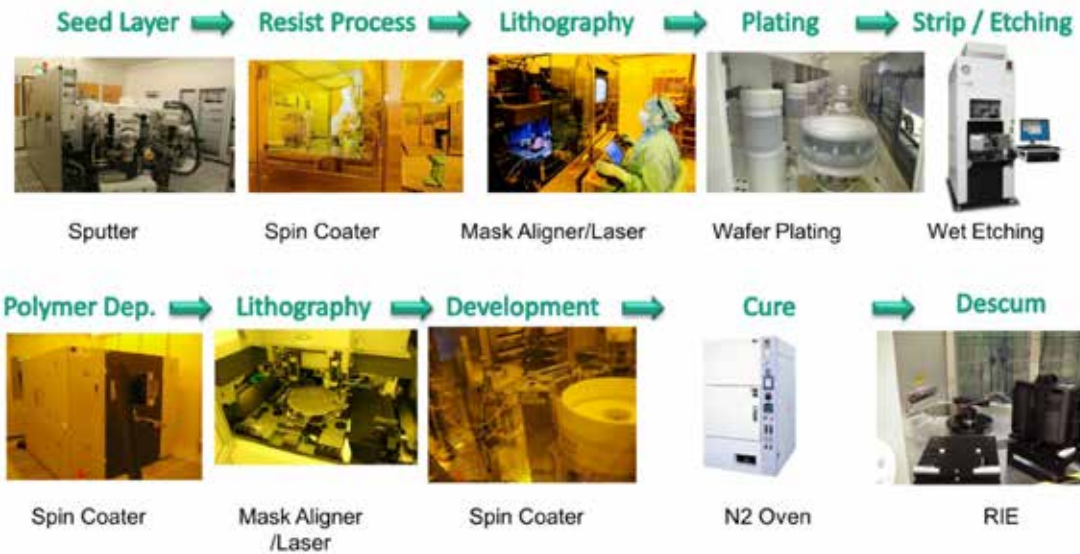 Seed Layer Resist Process Lithography Plating Strip / Etching
Sputter Spin Coater Mask Aligner/Laser Wafer Plating Wet Etching
Polymer Dep. Lithography Development Cure Descum
Spin Coater Mask Aligner Spin Coater N2 Oven RIE
/Laser